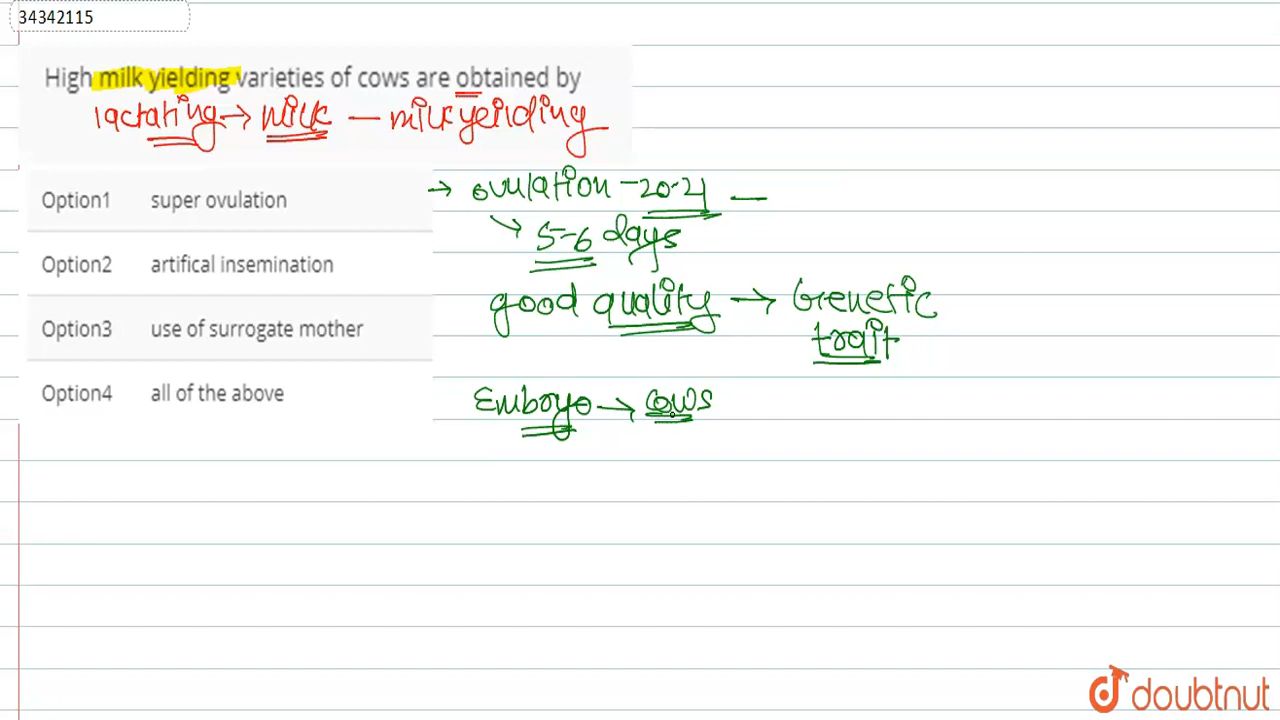 34342115
High milk yielding varieties of cows are obtained by
lactating → milk — milk yeilding
Option1 super ovulation
→ ovulation - 20-21 —
↘ 5-6 days
Option2 artifical insemination
good quality → Genetic
trait
Option3 use of surrogate mother
Option4 all of the above
Embryo → cows
doubtnut